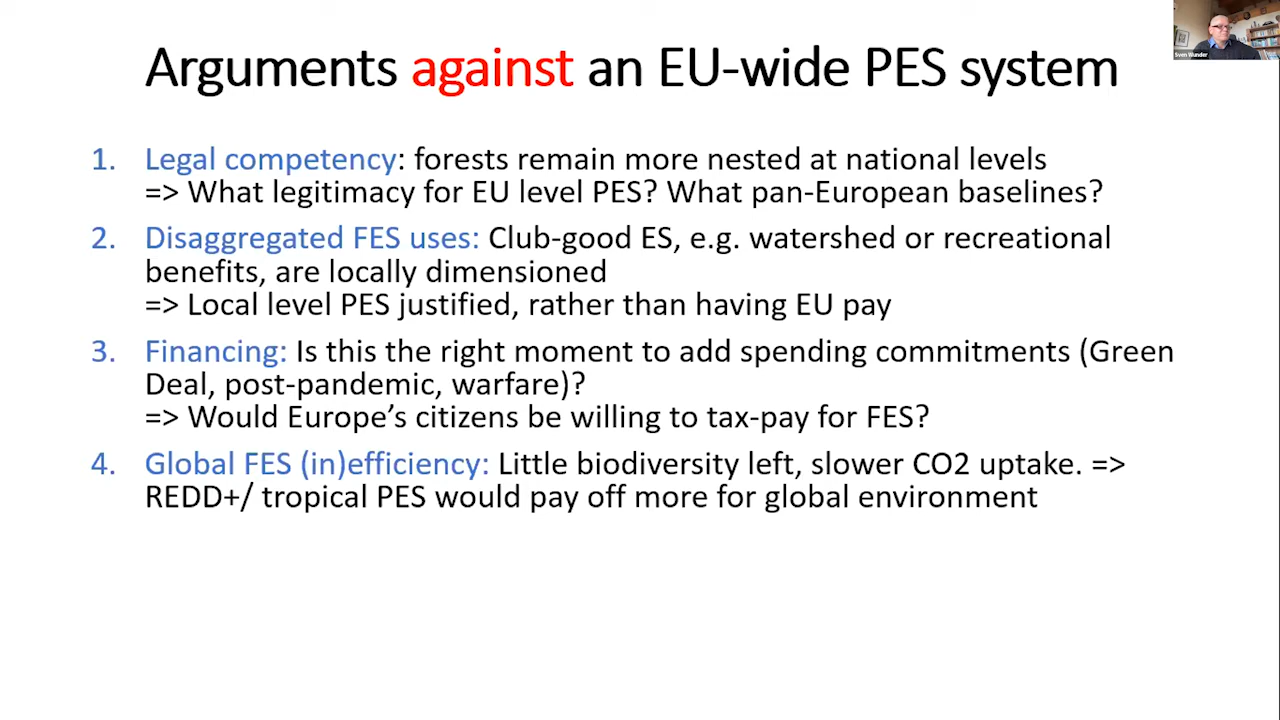 Arguments against an EU-wide PES system
Sven Wunder
1. Legal competency: forests remain more nested at national levels
=> What legitimacy for EU level PES? What pan-European baselines?
2. Disaggregated FES uses: Club-good ES, e.g. watershed or recreational
benefits, are locally dimensioned
=> Local level PES justified, rather than having EU pay
3. Financing: Is this the right moment to add spending commitments (Green
Deal, post-pandemic, warfare)?
=> Would Europe’s citizens be willing to tax-pay for FES?
4. Global FES (in)efficiency: Little biodiversity left, slower CO2 uptake. =>
REDD+/ tropical PES would pay off more for global environment